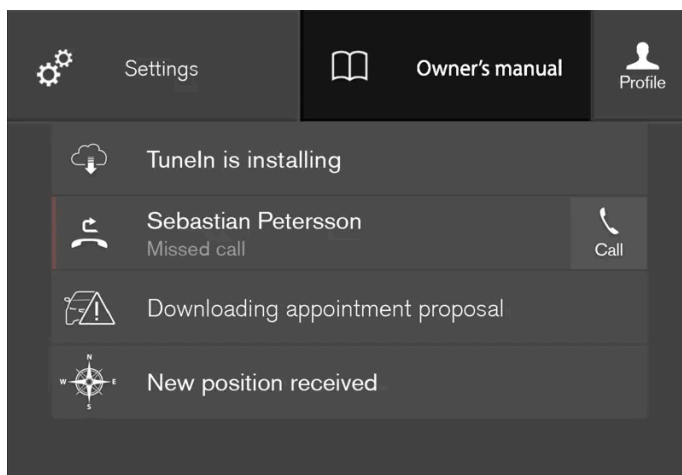 Settings
Owner's manual
Profile
TuneIn is installing
Sebastian Petersson
Missed call
Call
Downloading appointment proposal
N
W E
S
New position received